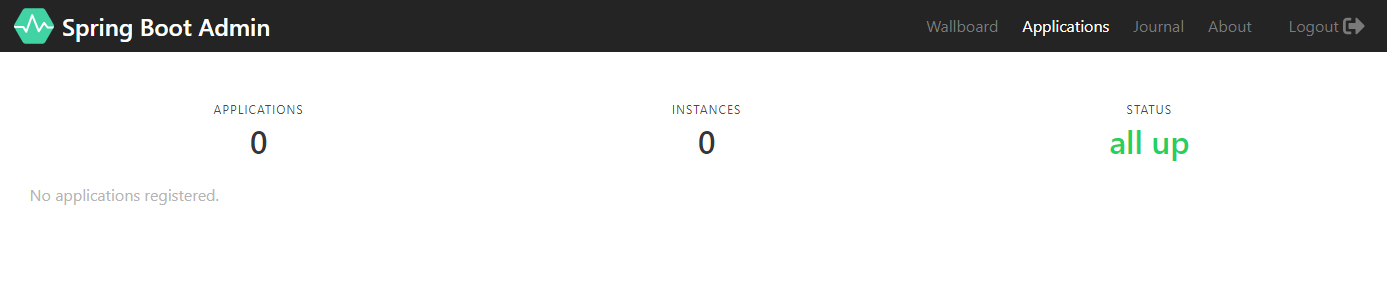 Spring Boot Admin Wallboard Applications Journal About Logout
APPLICATIONS INSTANCES STATUS
0 0 all up
No applications registered.